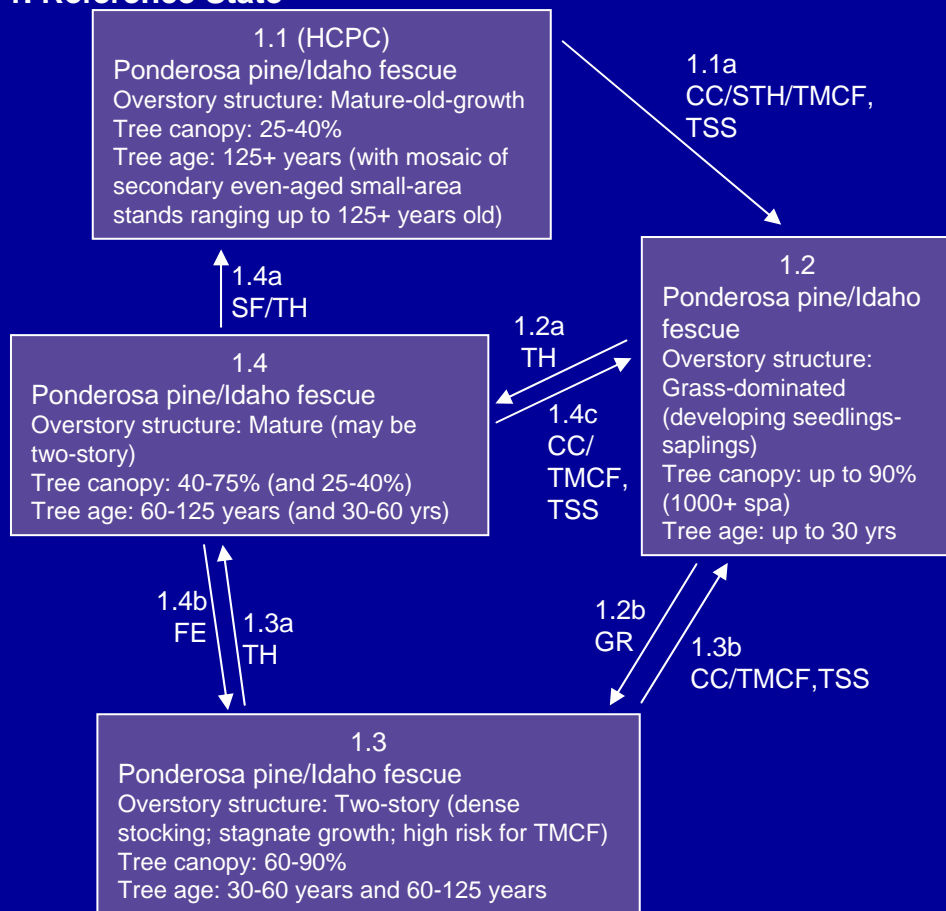 1. Reference State
1.1 (HCPC)
Ponderosa pine/Idaho fescue
Overstory structure: Mature-old-growth
Tree canopy: 25-40%
Tree age: 125+ years (with mosaic of
secondary even-aged small-area
stands ranging up to 125+ years old)
1.1a
CC/STH/TMCF,
TSS
1.4a
SF/TH
1.2
Ponderosa pine/Idaho
fescue
Overstory structure:
Grass-dominated
(developing seedlings-
saplings)
Tree canopy: up to 90%
(1000+ spa)
Tree age: up to 30 yrs
1.2a
TH
1.4
Ponderosa pine/Idaho fescue
Overstory structure: Mature (may be
two-story)
Tree canopy: 40-75% (and 25-40%)
Tree age: 60-125 years (and 30-60 yrs)
1.4c
CC/
TMCF,
TSS
1.4b
FE
1.3a
TH
1.2b
GR
1.3b
CC/TMCF,TSS
1.3
Ponderosa pine/Idaho fescue
Overstory structure: Two-story (dense
stocking; stagnate growth; high risk for TMCF)
Tree canopy: 60-90%
Tree age: 30-60 years and 60-125 years